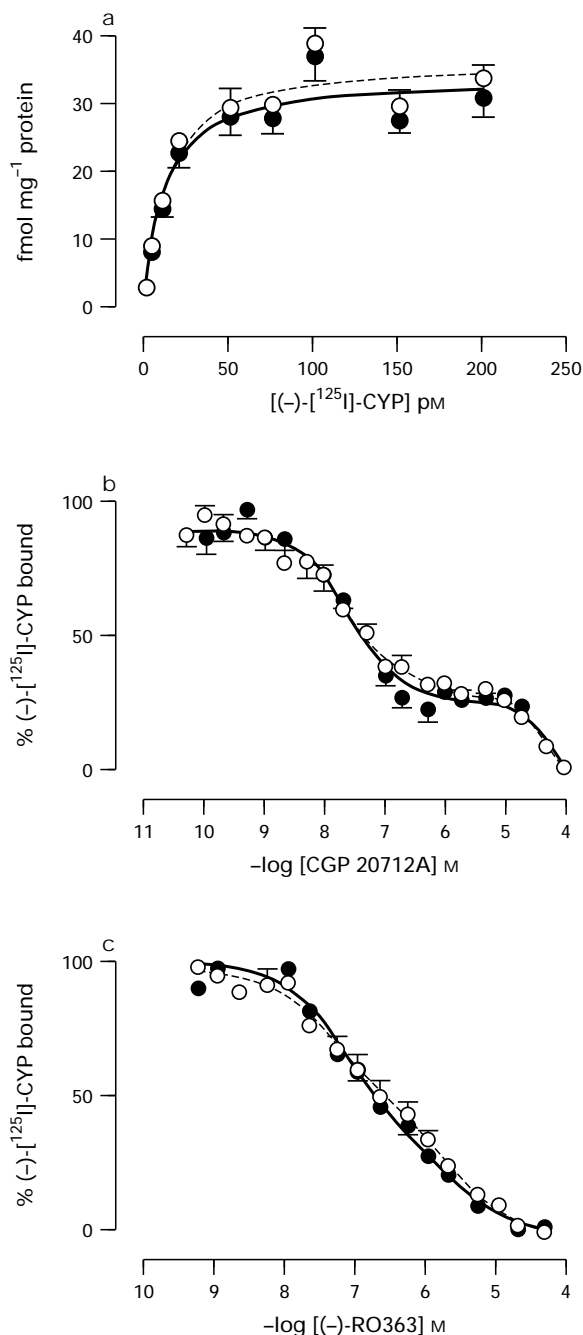 a
40
30
20
10
0
fmol mg⁻¹ protein
0 50 100 150 200 250
[(–)-[¹²⁵I]-CYP] pM
b
100
50
0
% (–)-[¹²⁵I]-CYP bound
11 10 9 8 7 6 5 4
–log [CGP 20712A] M
c
100
50
0
% (–)-[¹²⁵I]-CYP bound
10 9 8 7 6 5 4
–log [(–)-RO363] M